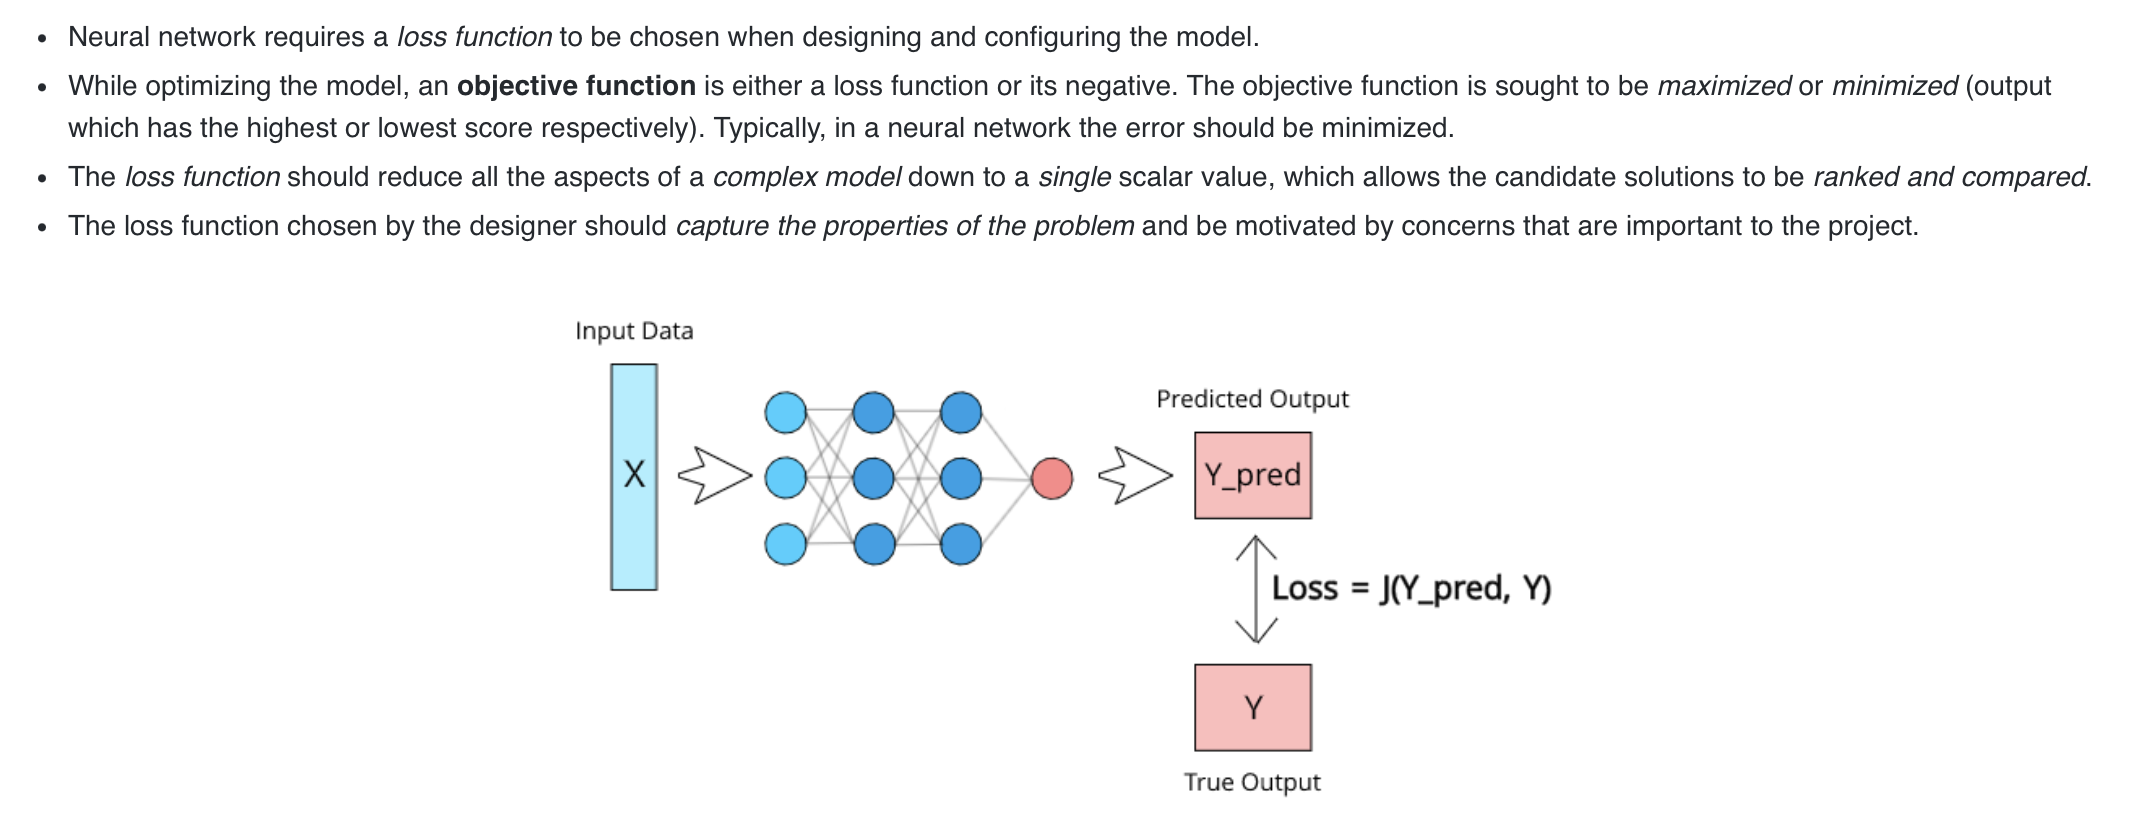 • Neural network requires a loss function to be chosen when designing and configuring the model.
• While optimizing the model, an objective function is either a loss function or its negative. The objective function is sought to be maximized or minimized (output
which has the highest or lowest score respectively). Typically, in a neural network the error should be minimized.
• The loss function should reduce all the aspects of a complex model down to a single scalar value, which allows the candidate solutions to be ranked and compared.
• The loss function chosen by the designer should capture the properties of the problem and be motivated by concerns that are important to the project.
Input Data
X
Predicted Output
Y_pred
Loss = J(Y_pred, Y)
Y
True Output